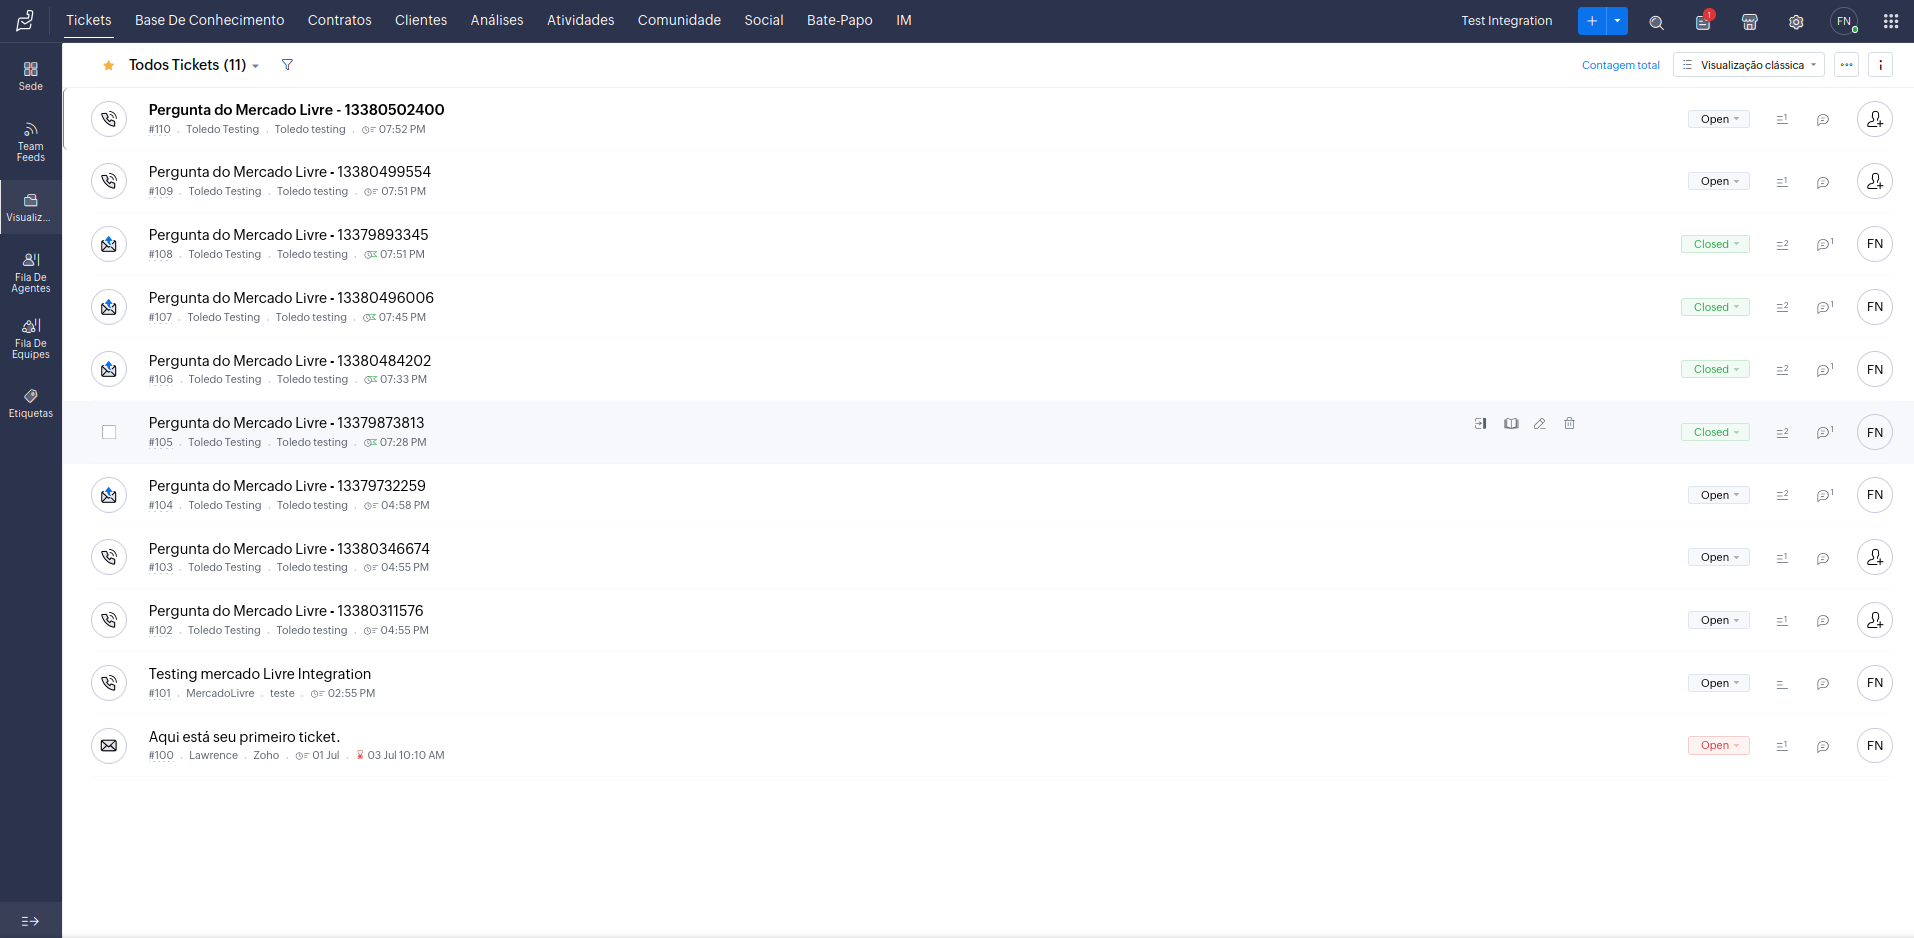 Tickets Base De Conhecimento Contratos Clientes Análises Atividades Comunidade Social Bate-Papo IM Test Integration 1 FN
Todos Tickets (11) Contagem total Visualização clássica
Sede
Team
Feeds
Visualiz...
Fila De
Agentes
Fila De
Equipes
Etiquetas
Pergunta do Mercado Livre - 13380502400
#110 . Toledo Testing . Toledo testing . 07:52 PM Open 1
Pergunta do Mercado Livre - 13380499554
#109 . Toledo Testing . Toledo testing . 07:51 PM Open 1
Pergunta do Mercado Livre - 13379893345
#108 . Toledo Testing . Toledo testing . 07:51 PM Closed 2 1 FN
Pergunta do Mercado Livre - 13380496006
#107 . Toledo Testing . Toledo testing . 07:45 PM Closed 2 1 FN
Pergunta do Mercado Livre - 13380484202
#106 . Toledo Testing . Toledo testing . 07:33 PM Closed 2 1 FN
Pergunta do Mercado Livre - 13379873813
#105 . Toledo Testing . Toledo testing . 07:28 PM Closed 2 1 FN
Pergunta do Mercado Livre - 13379732259
#104 . Toledo Testing . Toledo testing . 04:58 PM Open 2 1 FN
Pergunta do Mercado Livre - 13380346674
#103 . Toledo Testing . Toledo testing . 04:55 PM Open 1
Pergunta do Mercado Livre - 13380311576
#102 . Toledo Testing . Toledo testing . 04:55 PM Open 1
Testing mercado Livre Integration
#101 . MercadoLivre . teste . 02:55 PM Open FN
Aqui está seu primeiro ticket.
#100 . Lawrence . Zoho . 01 Jul . 03 Jul 10:10 AM Open 1 FN